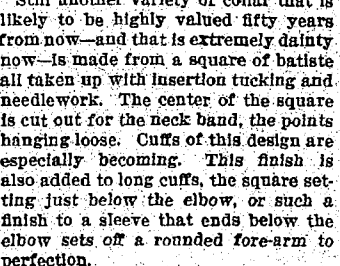 Still another variety of collar that is
likely to be highly valued fifty years
from now—and that is extremely dainty
now—is made from a square of batiste
all taken up with insertion tucking and
needlework. The center of the square
is cut out for the neck band, the points
hanging loose. Cuffs of this design are
especially becoming. This finish is
also added to long cuffs, the square set-
ting just below the elbow, or such a
finish to a sleeve that ends below the
elbow sets off a rounded fore-arm to
perfection.